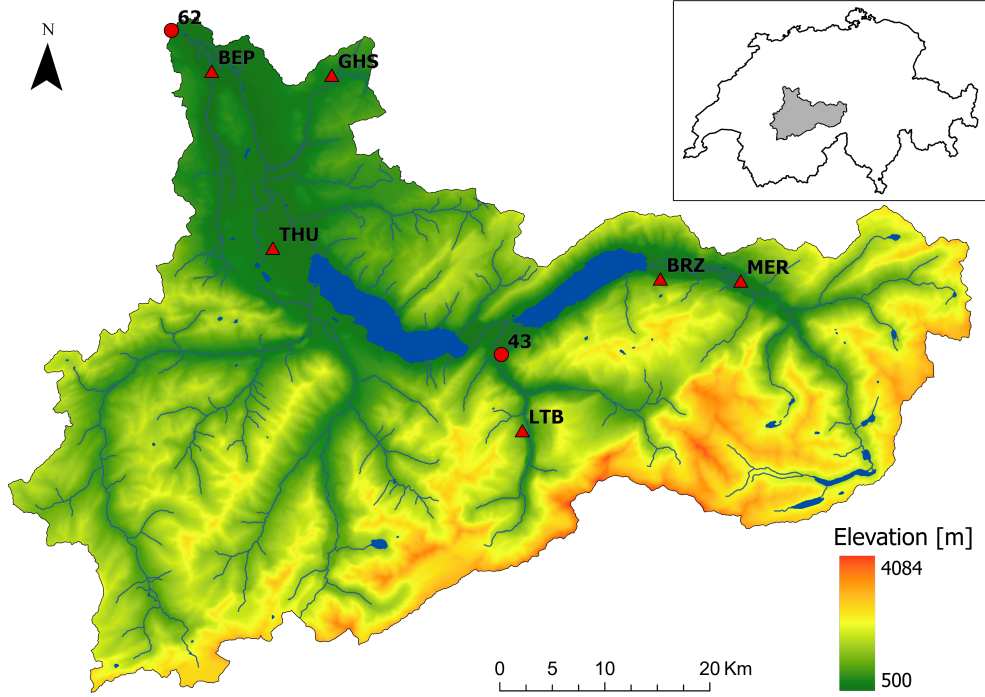 62
N
BEP
GHS
THU
BRZ
MER
43
LTB
Elevation [m]
4084
500
0 5 10 20 Km